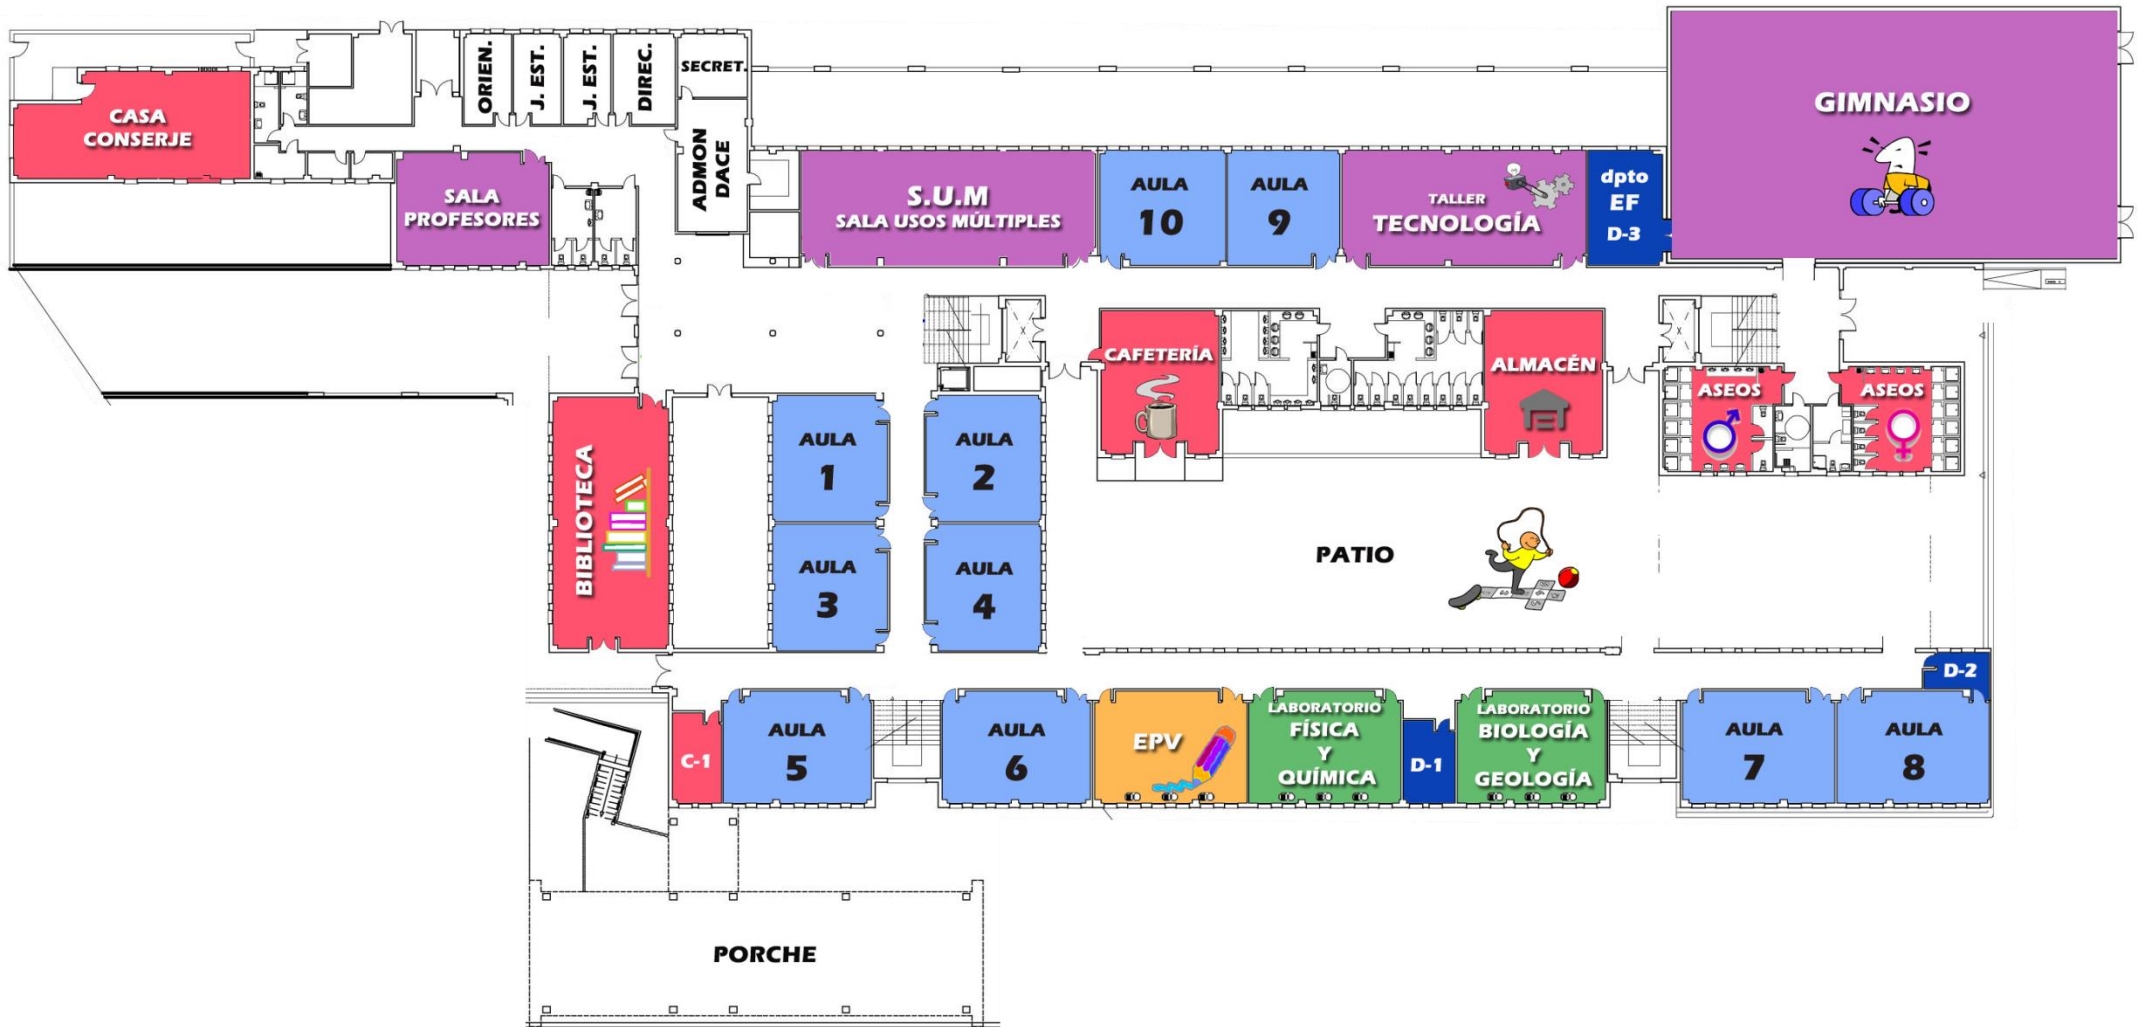 ORIEN.
J. EST.
J. EST.
DIREC.
SECRET.
GIMNASIO
CASA
CONSERJE
ADMON
DACE
SALA
PROFESORES
S.U.M
SALA USOS MÚLTIPLES
AULA
10
AULA
9
TALLER
TECNOLOGÍA
dpto
EF
D-3
CAFETERÍA
ALMACÉN
ASEOS
ASEOS
BIBLIOTECA
AULA
1
AULA
2
AULA
3
AULA
4
PATIO
D-2
C-1
AULA
5
AULA
6
EPV
LABORATORIO
FÍSICA
Y
QUÍMICA
D-1
LABORATORIO
BIOLOGÍA
Y
GEOLOGÍA
AULA
7
AULA
8
PORCHE